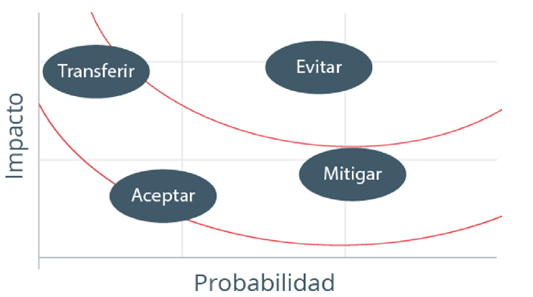 Impacto
Transferir
Evitar
Mitigar
Aceptar
Probabilidad